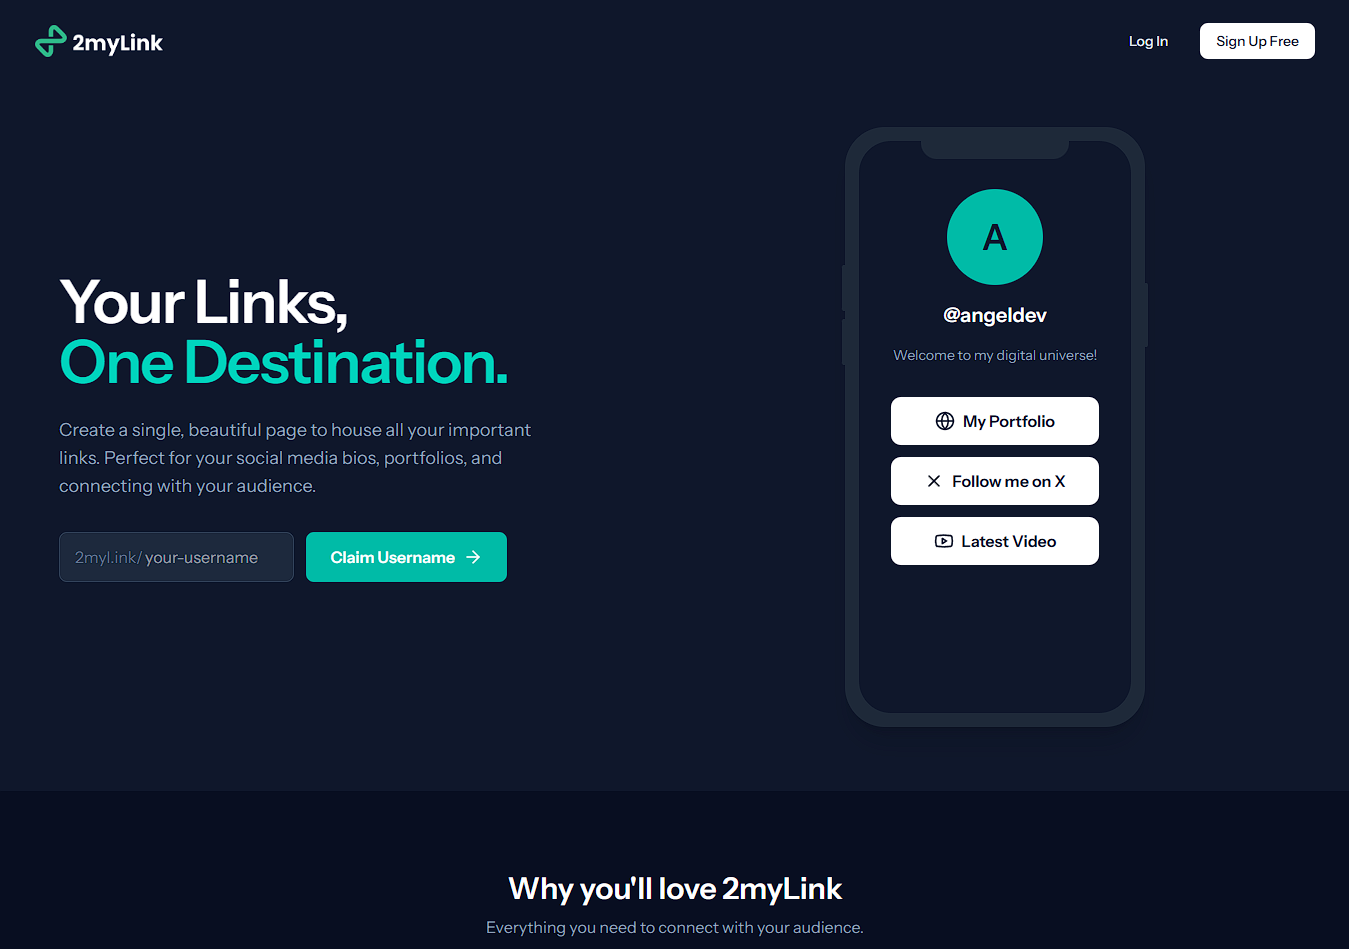 2myLink
Log In
Sign Up Free
Your Links,
One Destination.
Create a single, beautiful page to house all your important
links. Perfect for your social media bios, portfolios, and
connecting with your audience.
2myl.ink/ your-username
Claim Username →
A
@angeldev
Welcome to my digital universe!
My Portfolio
Follow me on X
Latest Video
Why you'll love 2myLink
Everything you need to connect with your audience.